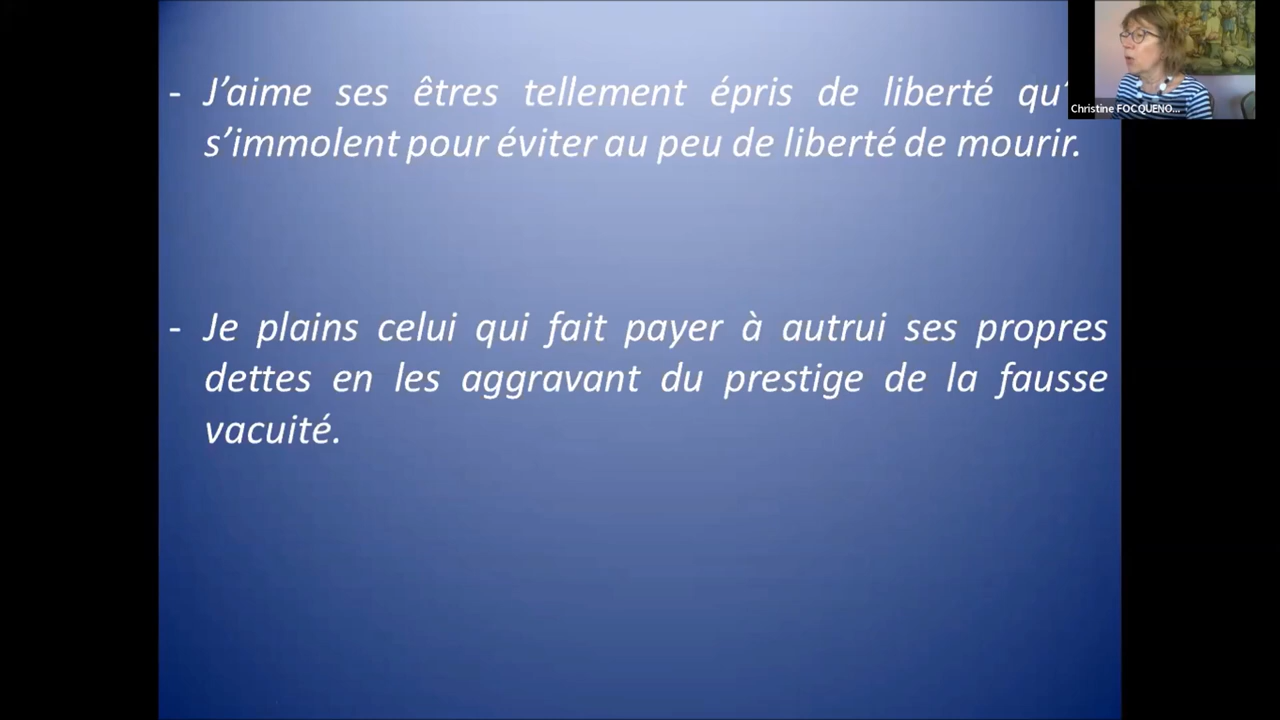 - J’aime ses êtres tellement épris de liberté
s’immolent pour éviter au peu de liberté de mourir.
- Je plains celui qui fait payer à autrui ses propres
dettes en les aggravant du prestige de la fausse
vacuité.
Christine FOCQUENO...